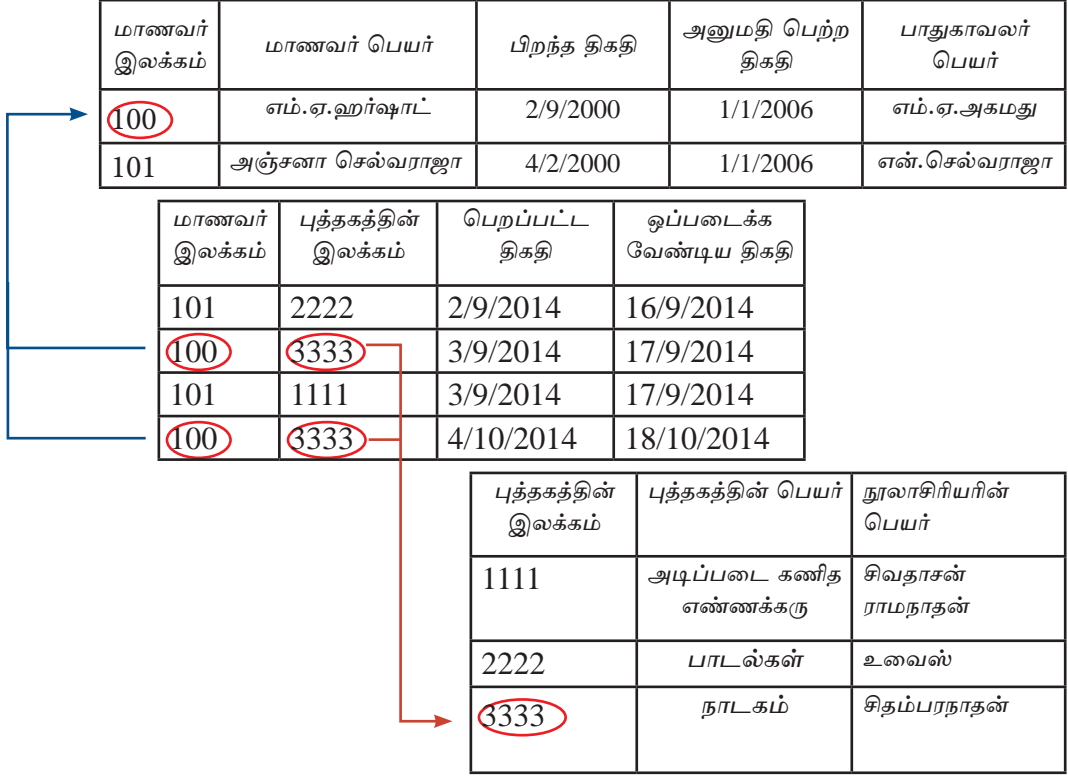 மாணவர் இலக்கம் மாணவர் பெயர் பிறந்த திகதி அனுமதி பெற்ற திகதி பாதுகாவலர் பெயர்
100 எம்.ஏ.ஹர்ஷாட் 2/9/2000 1/1/2006 எம்.ஏ.அகமது
101 அஞ்சனா செல்வராஜா 4/2/2000 1/1/2006 என்.செல்வராஜா
மாணவர் இலக்கம் புத்தகத்தின் இலக்கம் பெறப்பட்ட திகதி ஒப்படைக்க வேண்டிய திகதி
101 2222 2/9/2014 16/9/2014
100 3333 3/9/2014 17/9/2014
101 1111 3/9/2014 17/9/2014
100 3333 4/10/2014 18/10/2014
புத்தகத்தின் இலக்கம் புத்தகத்தின் பெயர் நூலாசிரியரின் பெயர்
1111 அடிப்படை கணித எண்ணக்கரு சிவதாசன் ராமநாதன்
2222 பாடல்கள் உவைஸ்
3333 நாடகம் சிதம்பரநாதன்